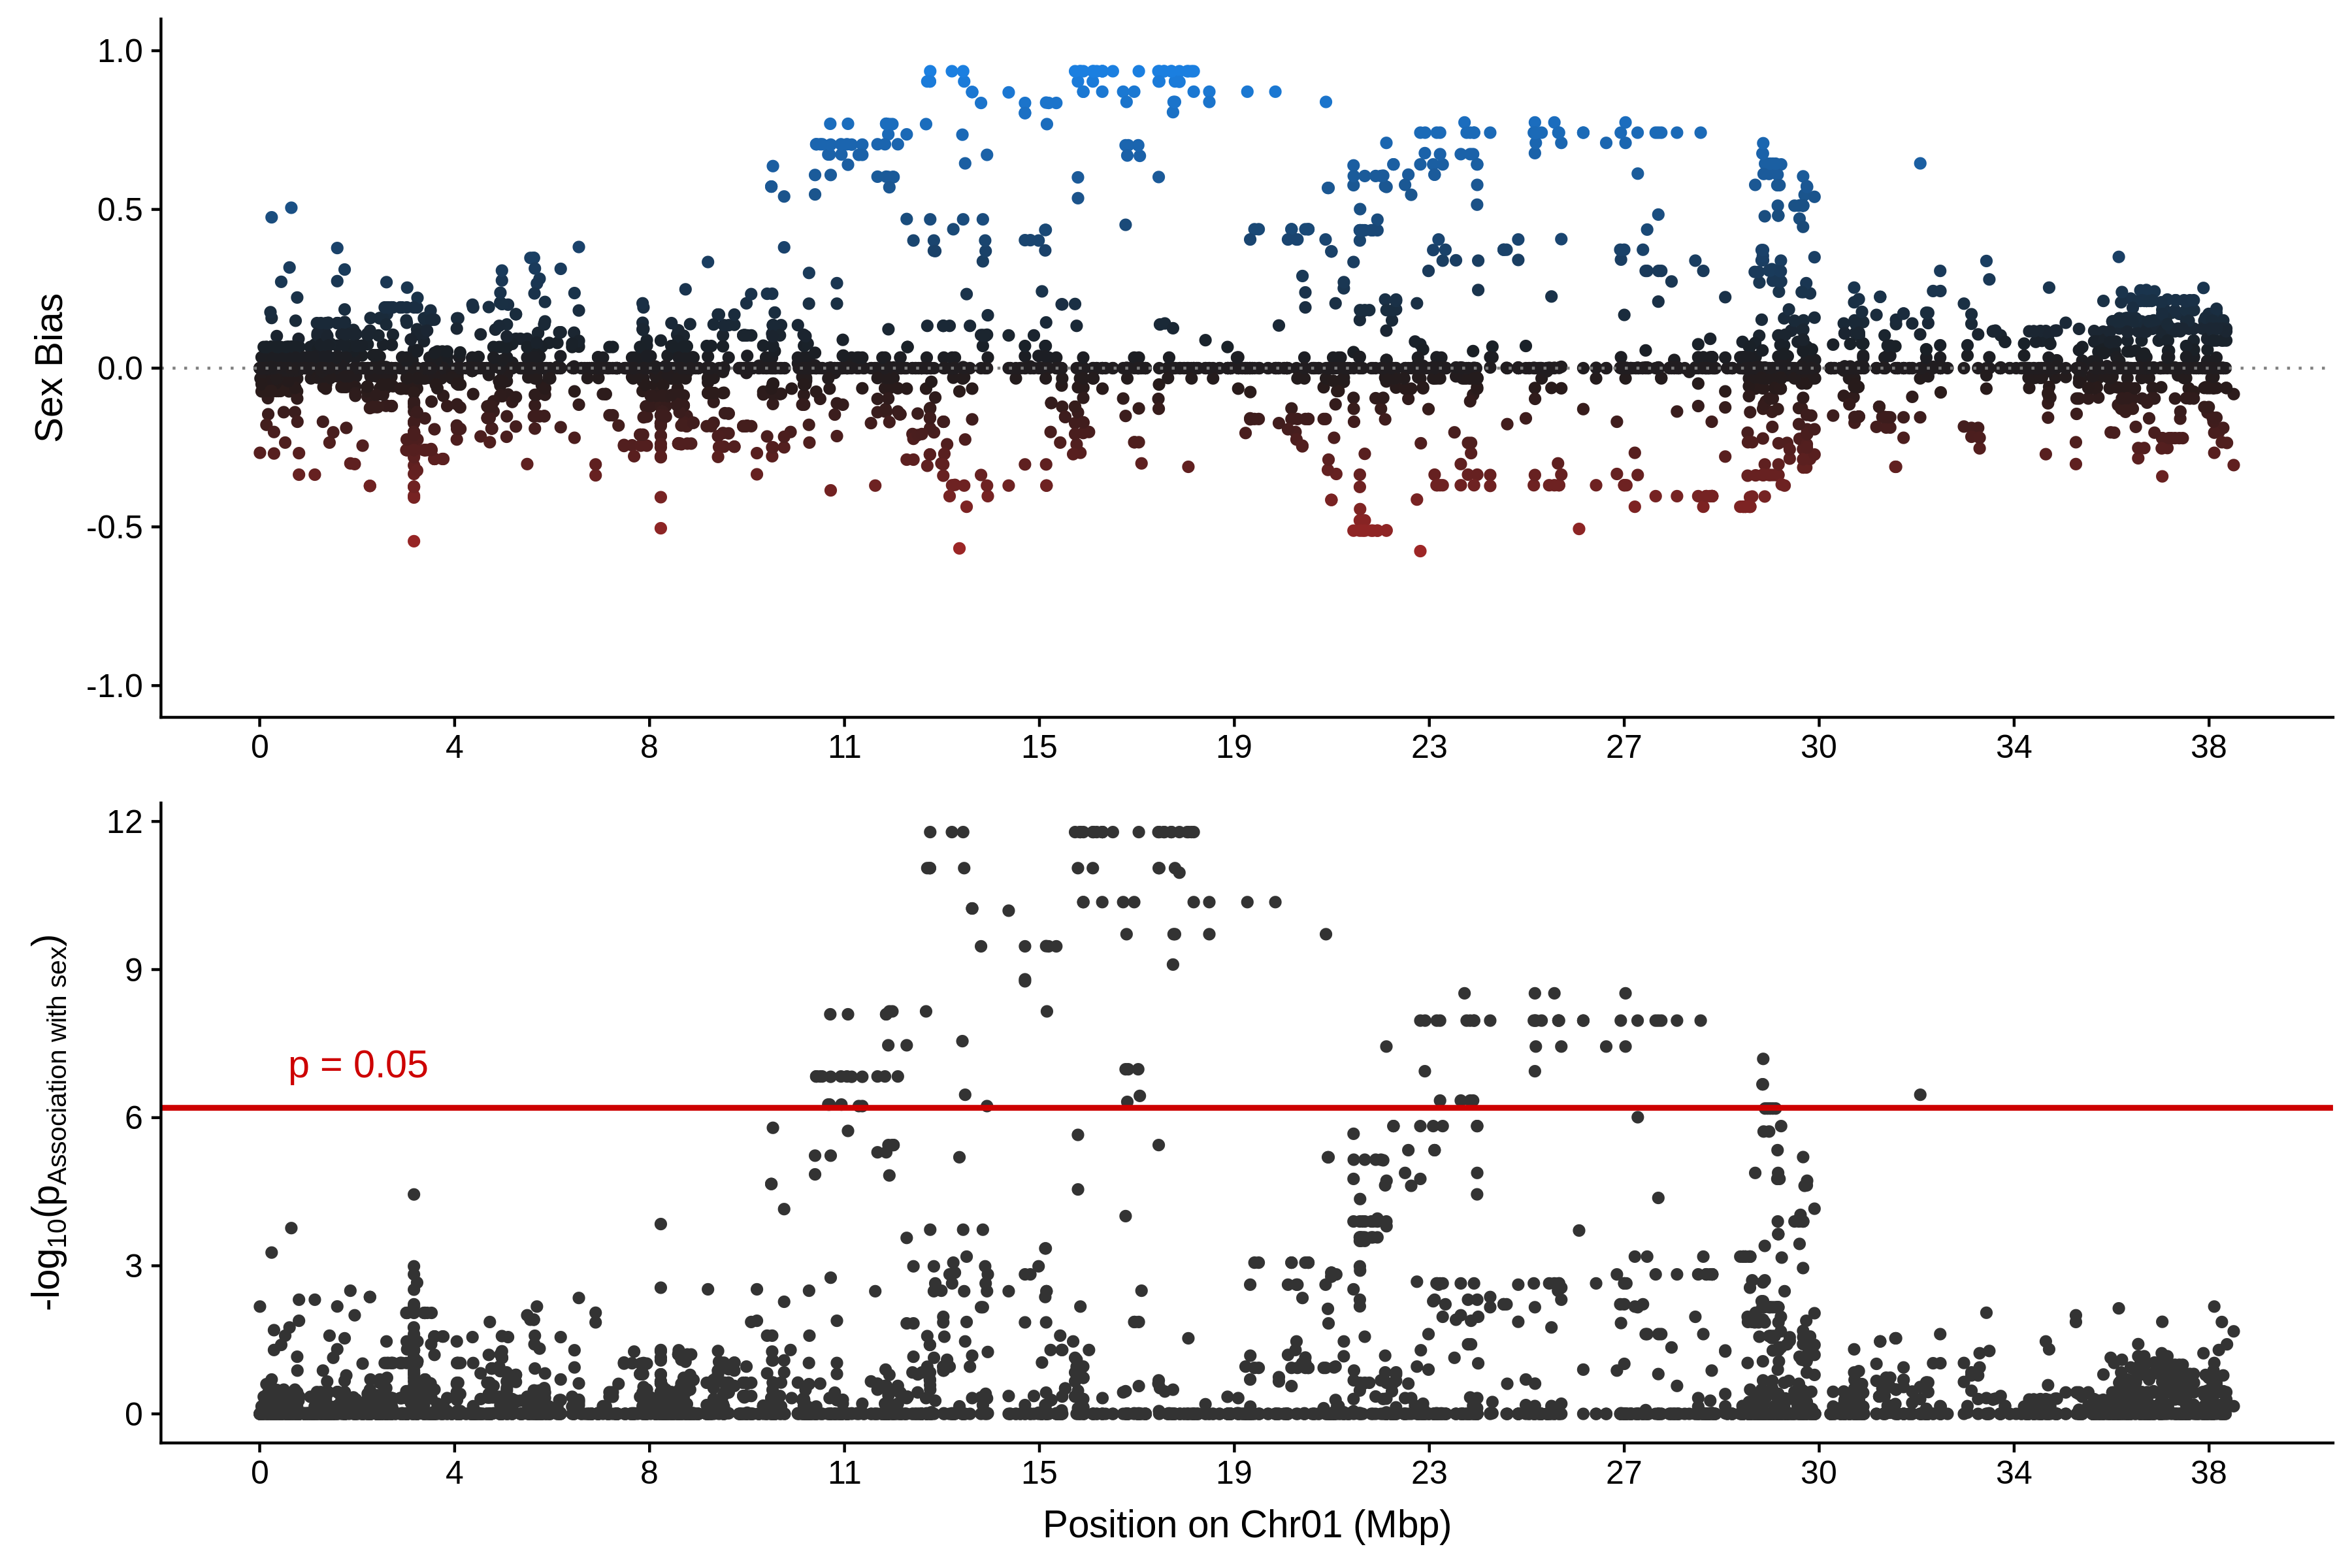 1.0
0.5
0.0
-0.5
-1.0
Sex Bias
0 4 8 11 15 19 23 27 30 34 38
12
9
6
3
0
-log10(pAssociation with sex)
p = 0.05
0 4 8 11 15 19 23 27 30 34 38
Position on Chr01 (Mbp)